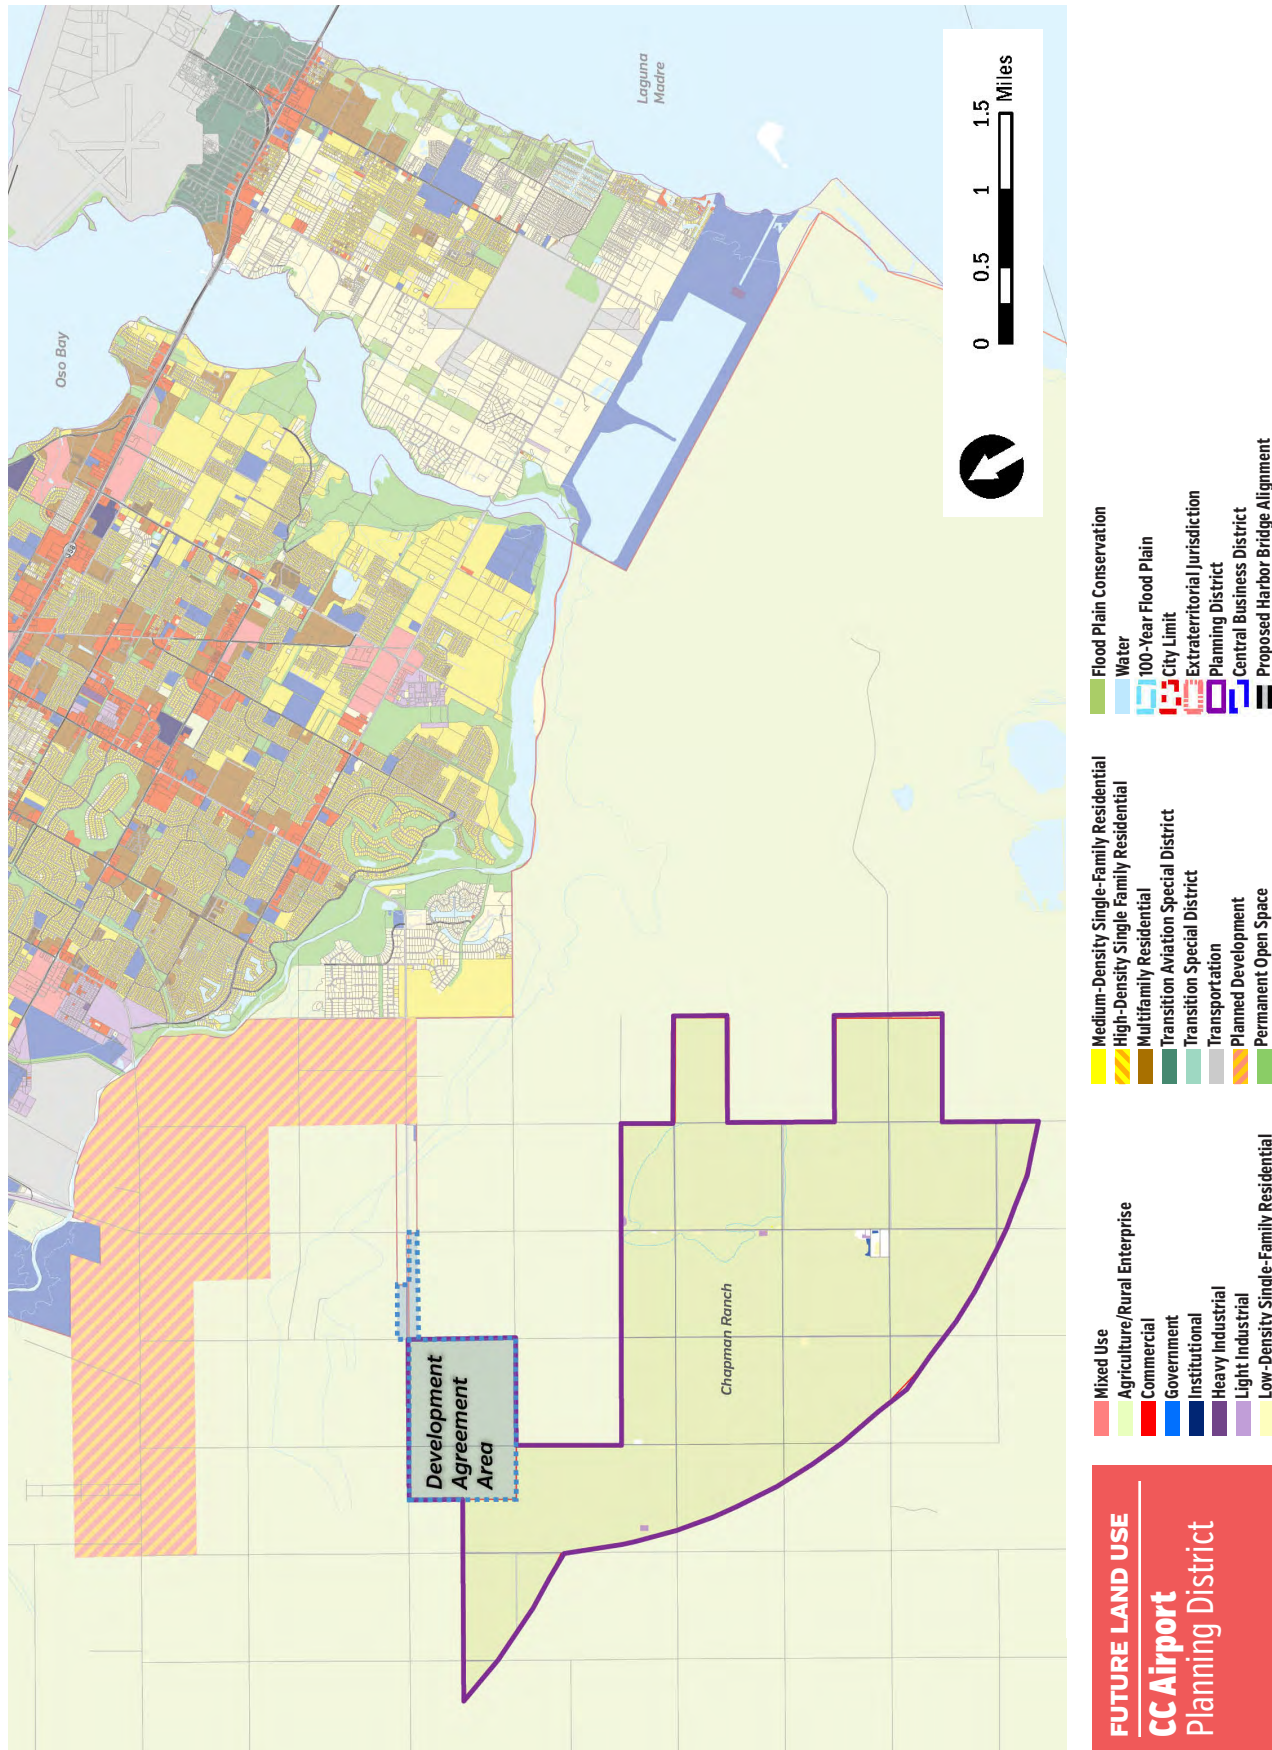 Laguna
Madre
Oso Bay
358
0
0.5
1
1.5
Miles
Development
Agreement
Area
Chapman Ranch
FUTURE LAND USE
CC Airport
Planning District
Mixed Use
Agriculture/Rural Enterprise
Commercial
Government
Institutional
Heavy Industrial
Light Industrial
Low-Density Single-Family Residential
Medium-Density Single-Family Residential
High-Density Single Family Residential
Multifamily Residential
Transition Aviation Special District
Transition Special District
Transportation
Planned Development
Permanent Open Space
Flood Plain Conservation
Water
100-Year Flood Plain
City Limit
Extraterritorial Jurisdiction
Planning District
Central Business District
Proposed Harbor Bridge Alignment